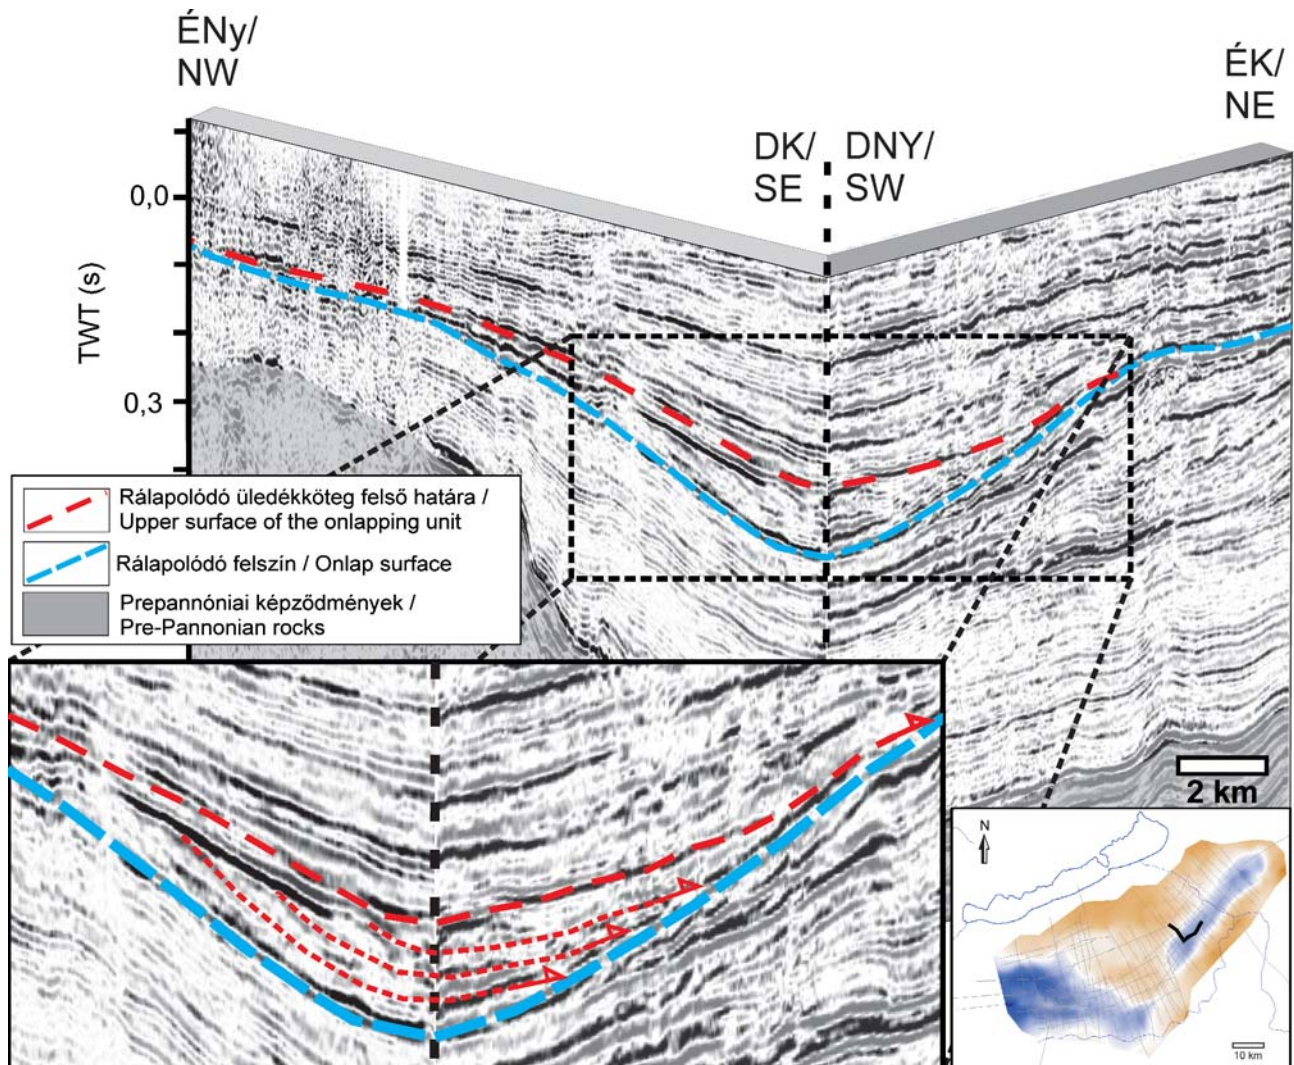 ÉNy/
NW
ÉK/
NE
DK/
SE
DNY/
SW
0,0
TWT (s)
0,3
Rálapolódó üledékköteg felső határa /
Upper surface of the onlapping unit
Rálapolódó felszín / Onlap surface
Prepannóniai képződmények /
Pre-Pannonian rocks
2 km
N
10 km